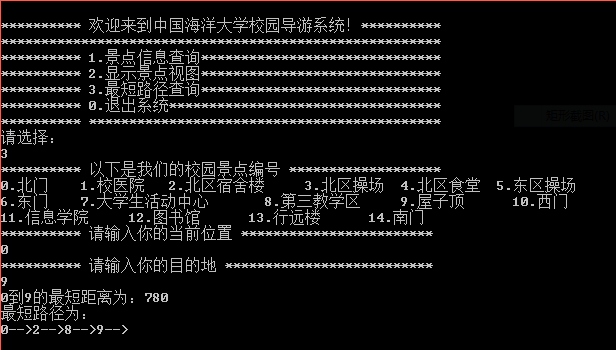 ********** 欢迎来到中国海洋大学校园导游系统! **********
*******************************************************
********** 1.景点信息查询******************************
********** 2.显示景点视图******************************
********** 3.最短路径查询******************************
********** 0.退出系统**********************************
********** ********************************************
请选择:
3
********** 以下是我们的校园景点编号 *******************
0.北门 1.校医院 2.北区宿舍楼 3.北区操场 4.北区食堂 5.东区操场
6.东门 7.大学生活动中心 8.第三教学区 9.屋子顶 10.西门
11.信息学院 12.图书馆 13.行远楼 14.南门
********** 请输入你的当前位置 ************************
0
********** 请输入你的目的地 **************************
9
0到9的最短距离为: 780
最短路径为:
0-->2-->8-->9-->